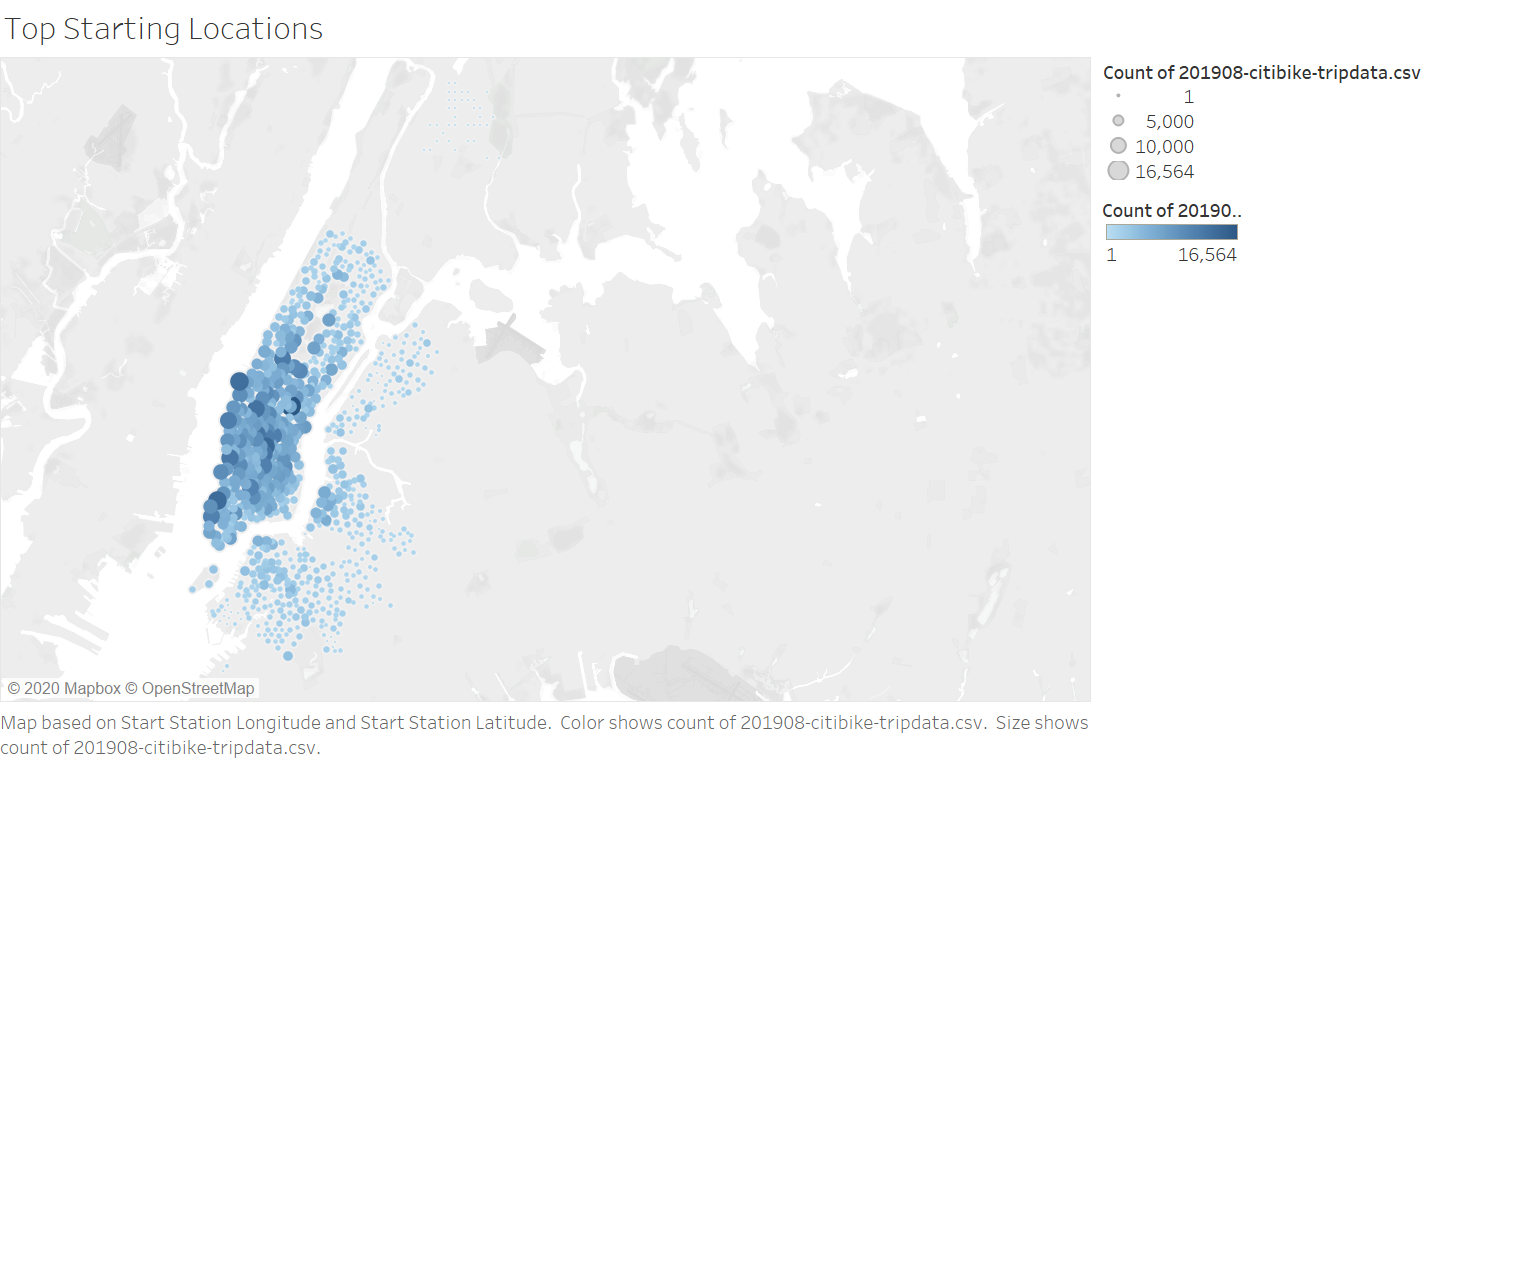 Top Starting Locations
Count of 201908-citibike-tripdata.csv
1
5,000
10,000
16,564
Count of 20190..
1 16,564
© 2020 Mapbox © OpenStreetMap
Map based on Start Station Longitude and Start Station Latitude. Color shows count of 201908-citibike-tripdata.csv. Size shows
count of 201908-citibike-tripdata.csv.